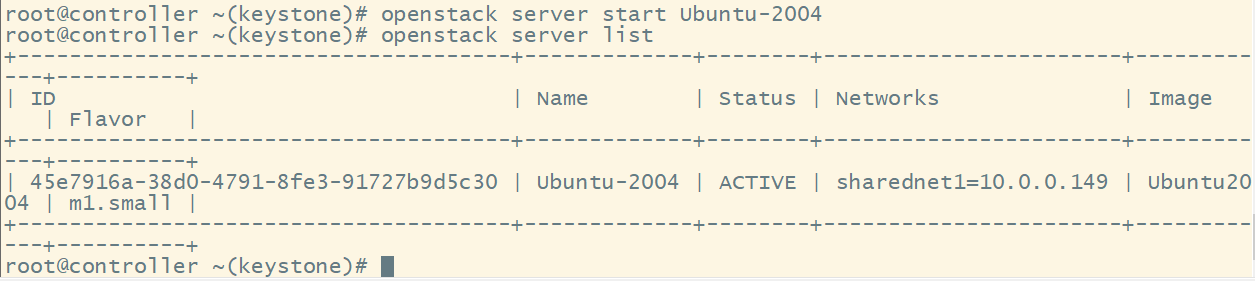 root@controller ~(keystone)# openstack server start Ubuntu-2004
root@controller ~(keystone)# openstack server list
+--------------------------------------+-------------+--------+----------------------+---------
---+----------+
| ID                                   | Name        | Status | Networks             | Image
   | Flavor   |
+--------------------------------------+-------------+--------+----------------------+---------
---+----------+
| 45e7916a-38d0-4791-8fe3-91727b9d5c30 | Ubuntu-2004 | ACTIVE | sharednet1=10.0.0.149 | Ubuntu20
04 | m1.small |
+--------------------------------------+-------------+--------+----------------------+---------
---+----------+
root@controller ~(keystone)#